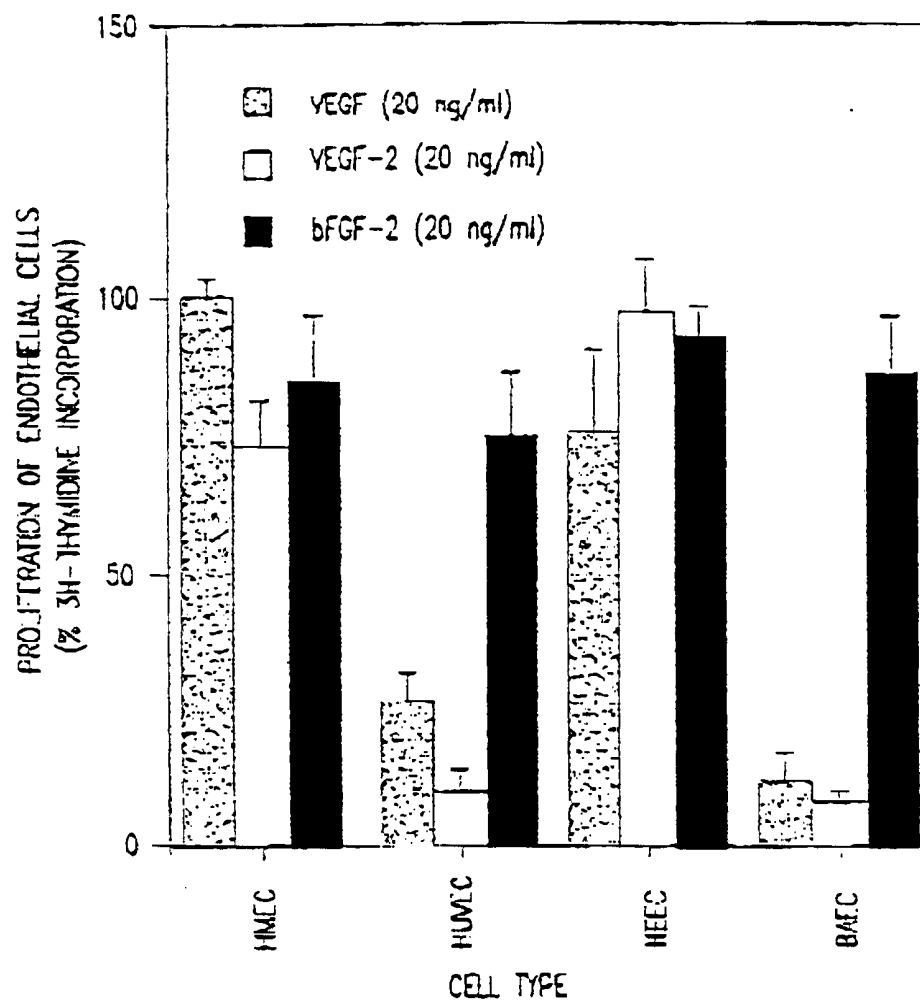 150
VEGF (20 ng/ml)
VEGF-2 (20 ng/ml)
bFGF-2 (20 ng/ml)
PROLIFERATION OF ENDOTHELIAL CELLS
(% 3H-THYMIDINE INCORPORATION)
100
50
0
HMEC
HUVEC
HEEC
BAEC
CELL TYPE